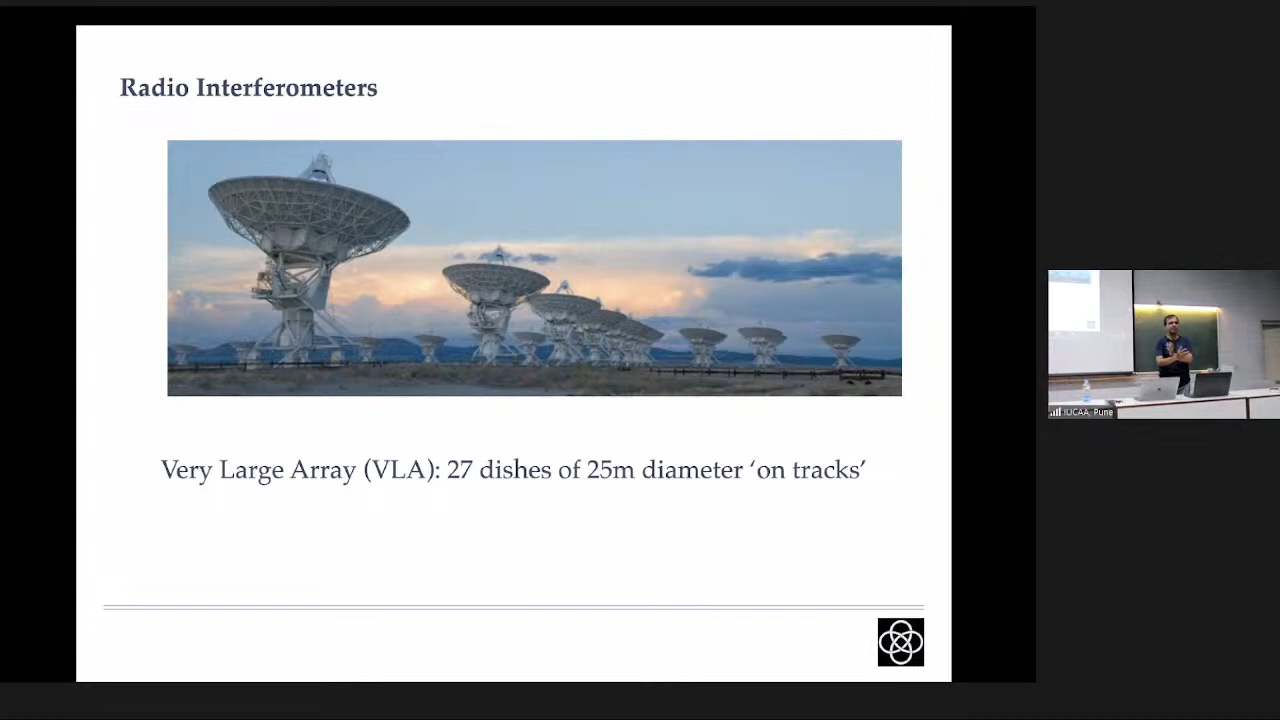 Radio Interferometers
Very Large Array (VLA): 27 dishes of 25m diameter ‘on tracks’
IUCAA, Pune